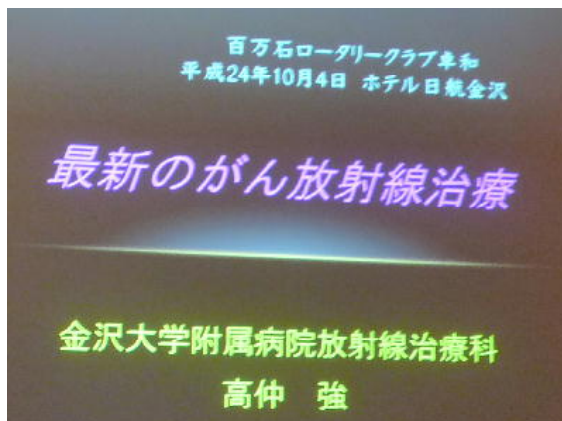 百万石ロータリークラブ卓和
平成24年10月4日 ホテル日航金沢
最新のがん放射線治療
金沢大学附属病院放射線治療科
高仲 強